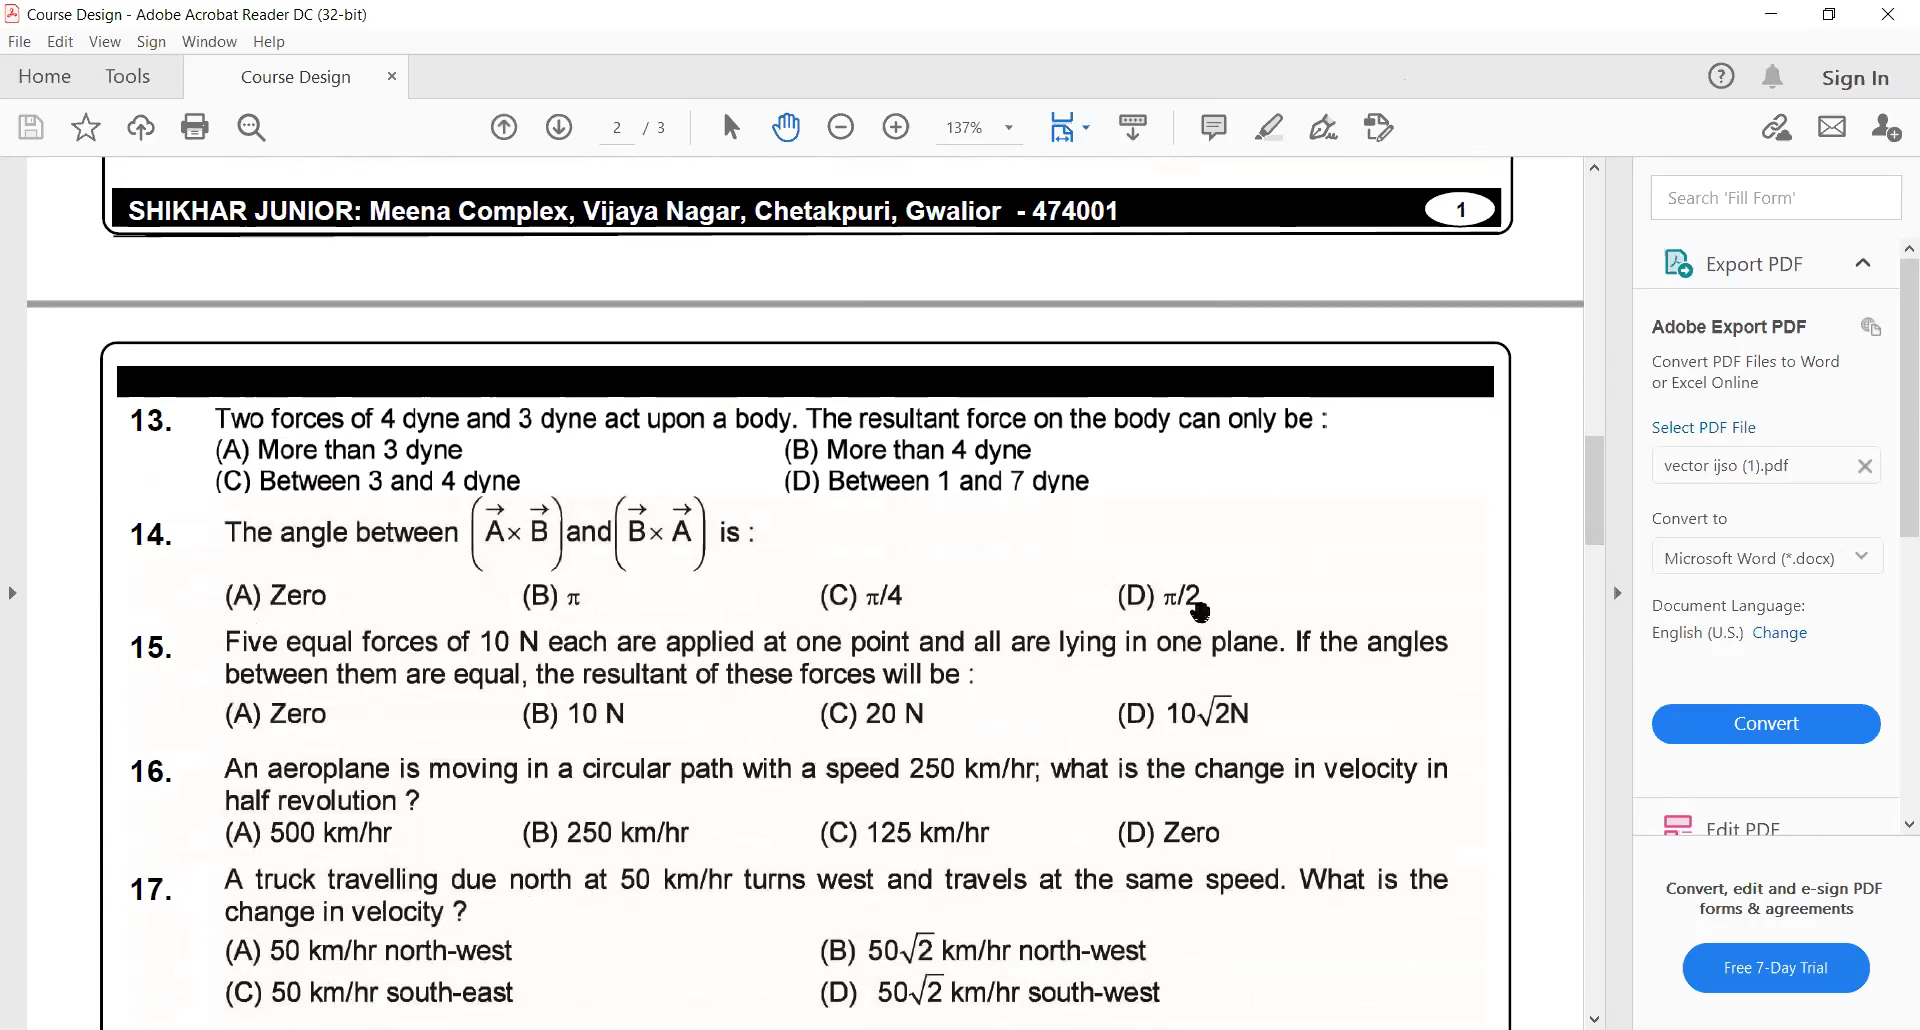 Course Design - Adobe Acrobat Reader DC (32-bit)
File Edit View Sign Window Help
Home Tools Course Design × Sign In
2 / 3 137%
SHIKHAR JUNIOR: Meena Complex, Vijaya Nagar, Chetakpuri, Gwalior - 474001 1
13. Two forces of 4 dyne and 3 dyne act upon a body. The resultant force on the body can only be :
(A) More than 3 dyne (B) More than 4 dyne
(C) Between 3 and 4 dyne (D) Between 1 and 7 dyne
14. The angle between (A⃗ × B⃗) and (B⃗ × A⃗) is :
(A) Zero (B) π (C) π/4 (D) π/2
15. Five equal forces of 10 N each are applied at one point and all are lying in one plane. If the angles
between them are equal, the resultant of these forces will be :
(A) Zero (B) 10 N (C) 20 N (D) 10√2N
16. An aeroplane is moving in a circular path with a speed 250 km/hr; what is the change in velocity in
half revolution ?
(A) 500 km/hr (B) 250 km/hr (C) 125 km/hr (D) Zero
17. A truck travelling due north at 50 km/hr turns west and travels at the same speed. What is the
change in velocity ?
(A) 50 km/hr north-west (B) 50√2 km/hr north-west
(C) 50 km/hr south-east (D) 50√2 km/hr south-west
Search 'Fill Form'
Export PDF
Adobe Export PDF
Convert PDF Files to Word
or Excel Online
Select PDF File
vector ijso (1).pdf
Convert to
Microsoft Word (*.docx)
Document Language:
English (U.S.) Change
Convert
Edit PDF
Convert, edit and e-sign PDF
forms & agreements
Free 7-Day Trial